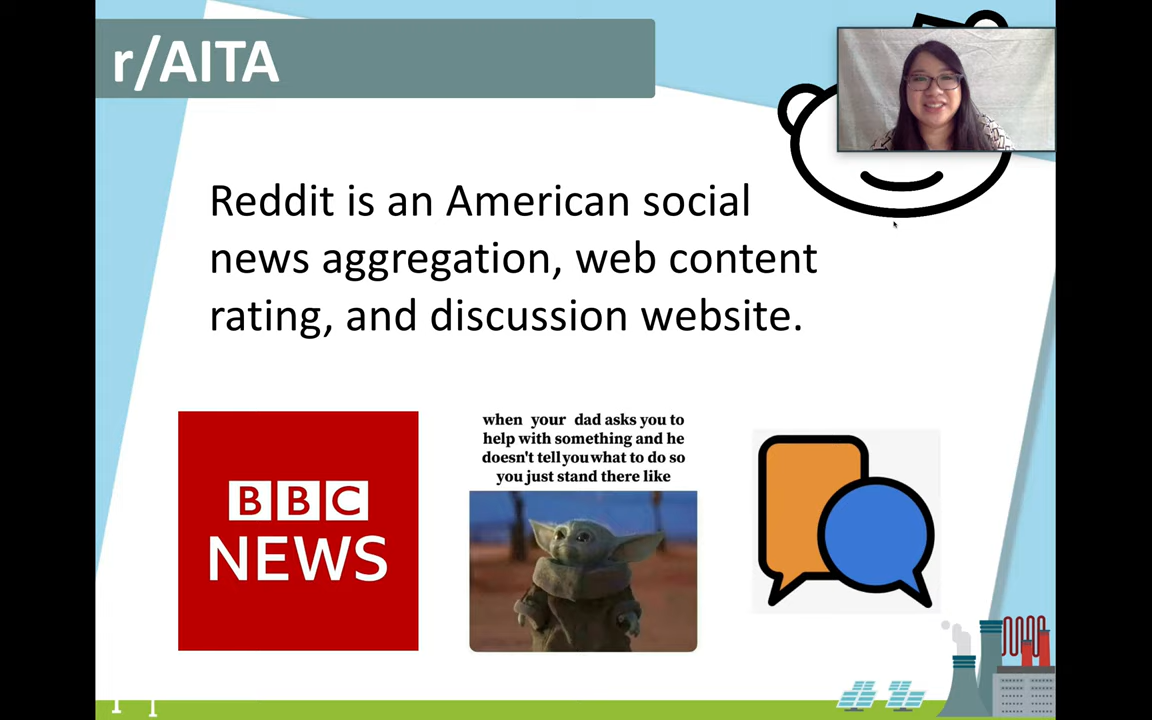 r/AITA
Reddit is an American social
news aggregation, web content
rating, and discussion website.
BBC
NEWS
when your dad asks you to
help with something and he
doesn't tell you what to do so
you just stand there like